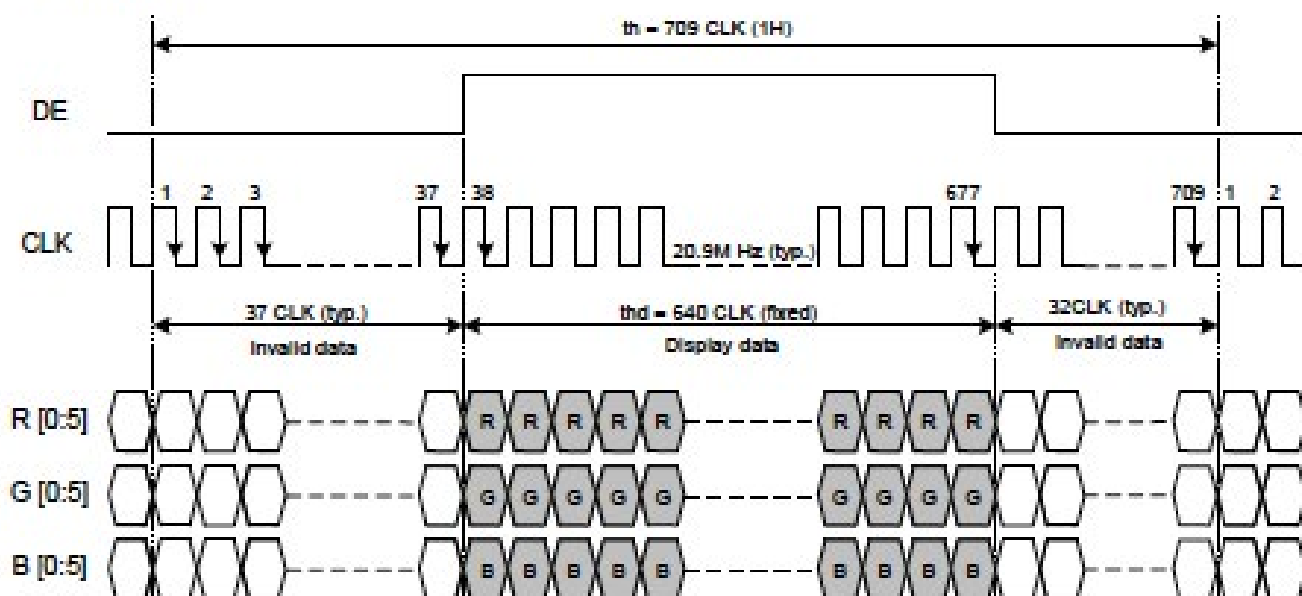 th = 709 CLK (1H)
DE
1 2 3 37 38 677 709 1 2
CLK
20.9M Hz (typ.)
37 CLK (typ.) thd = 640 CLK (fixed) 32CLK (typ.)
Invalid data Display data Invalid data
R [0:5] R R R R R R R R R
G [0:5] G G G G G G G G G
B [0:5] B B B B B B B B B